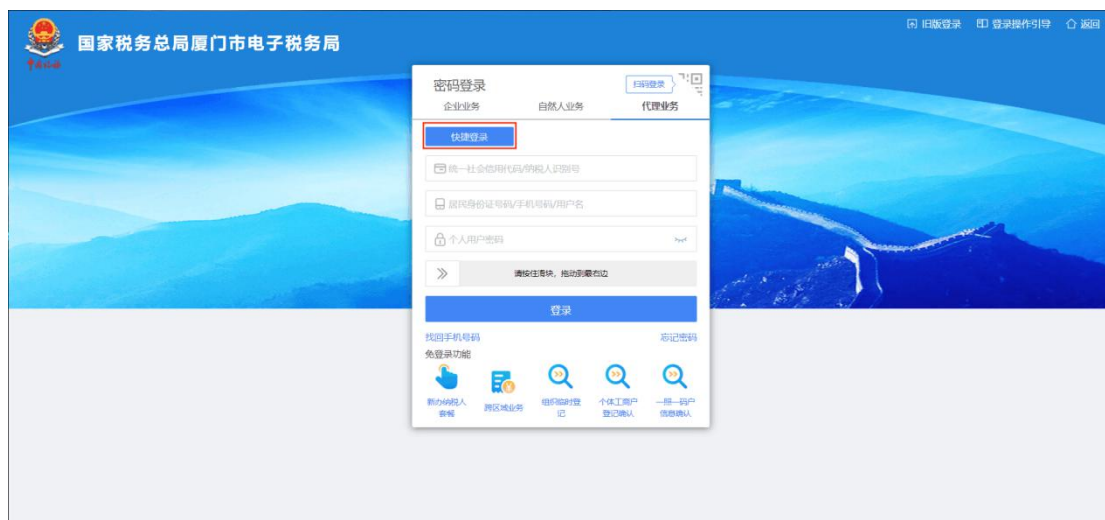 旧版登录 登录操作引导 返回
国家税务总局厦门市电子税务局
中国税务
密码登录 扫码登录
企业业务 自然人业务 代理业务
快捷登录
统一社会信用代码/纳税人识别号
居民身份证号码/手机号码/用户名
个人用户密码
请按住滑块，拖动到最右边
登录
找回手机号码 忘记密码
免登录功能
新办纳税人 跨区域业务 组织临时登 个体工商户 一照一码户
套餐 记 登记确认 信息确认